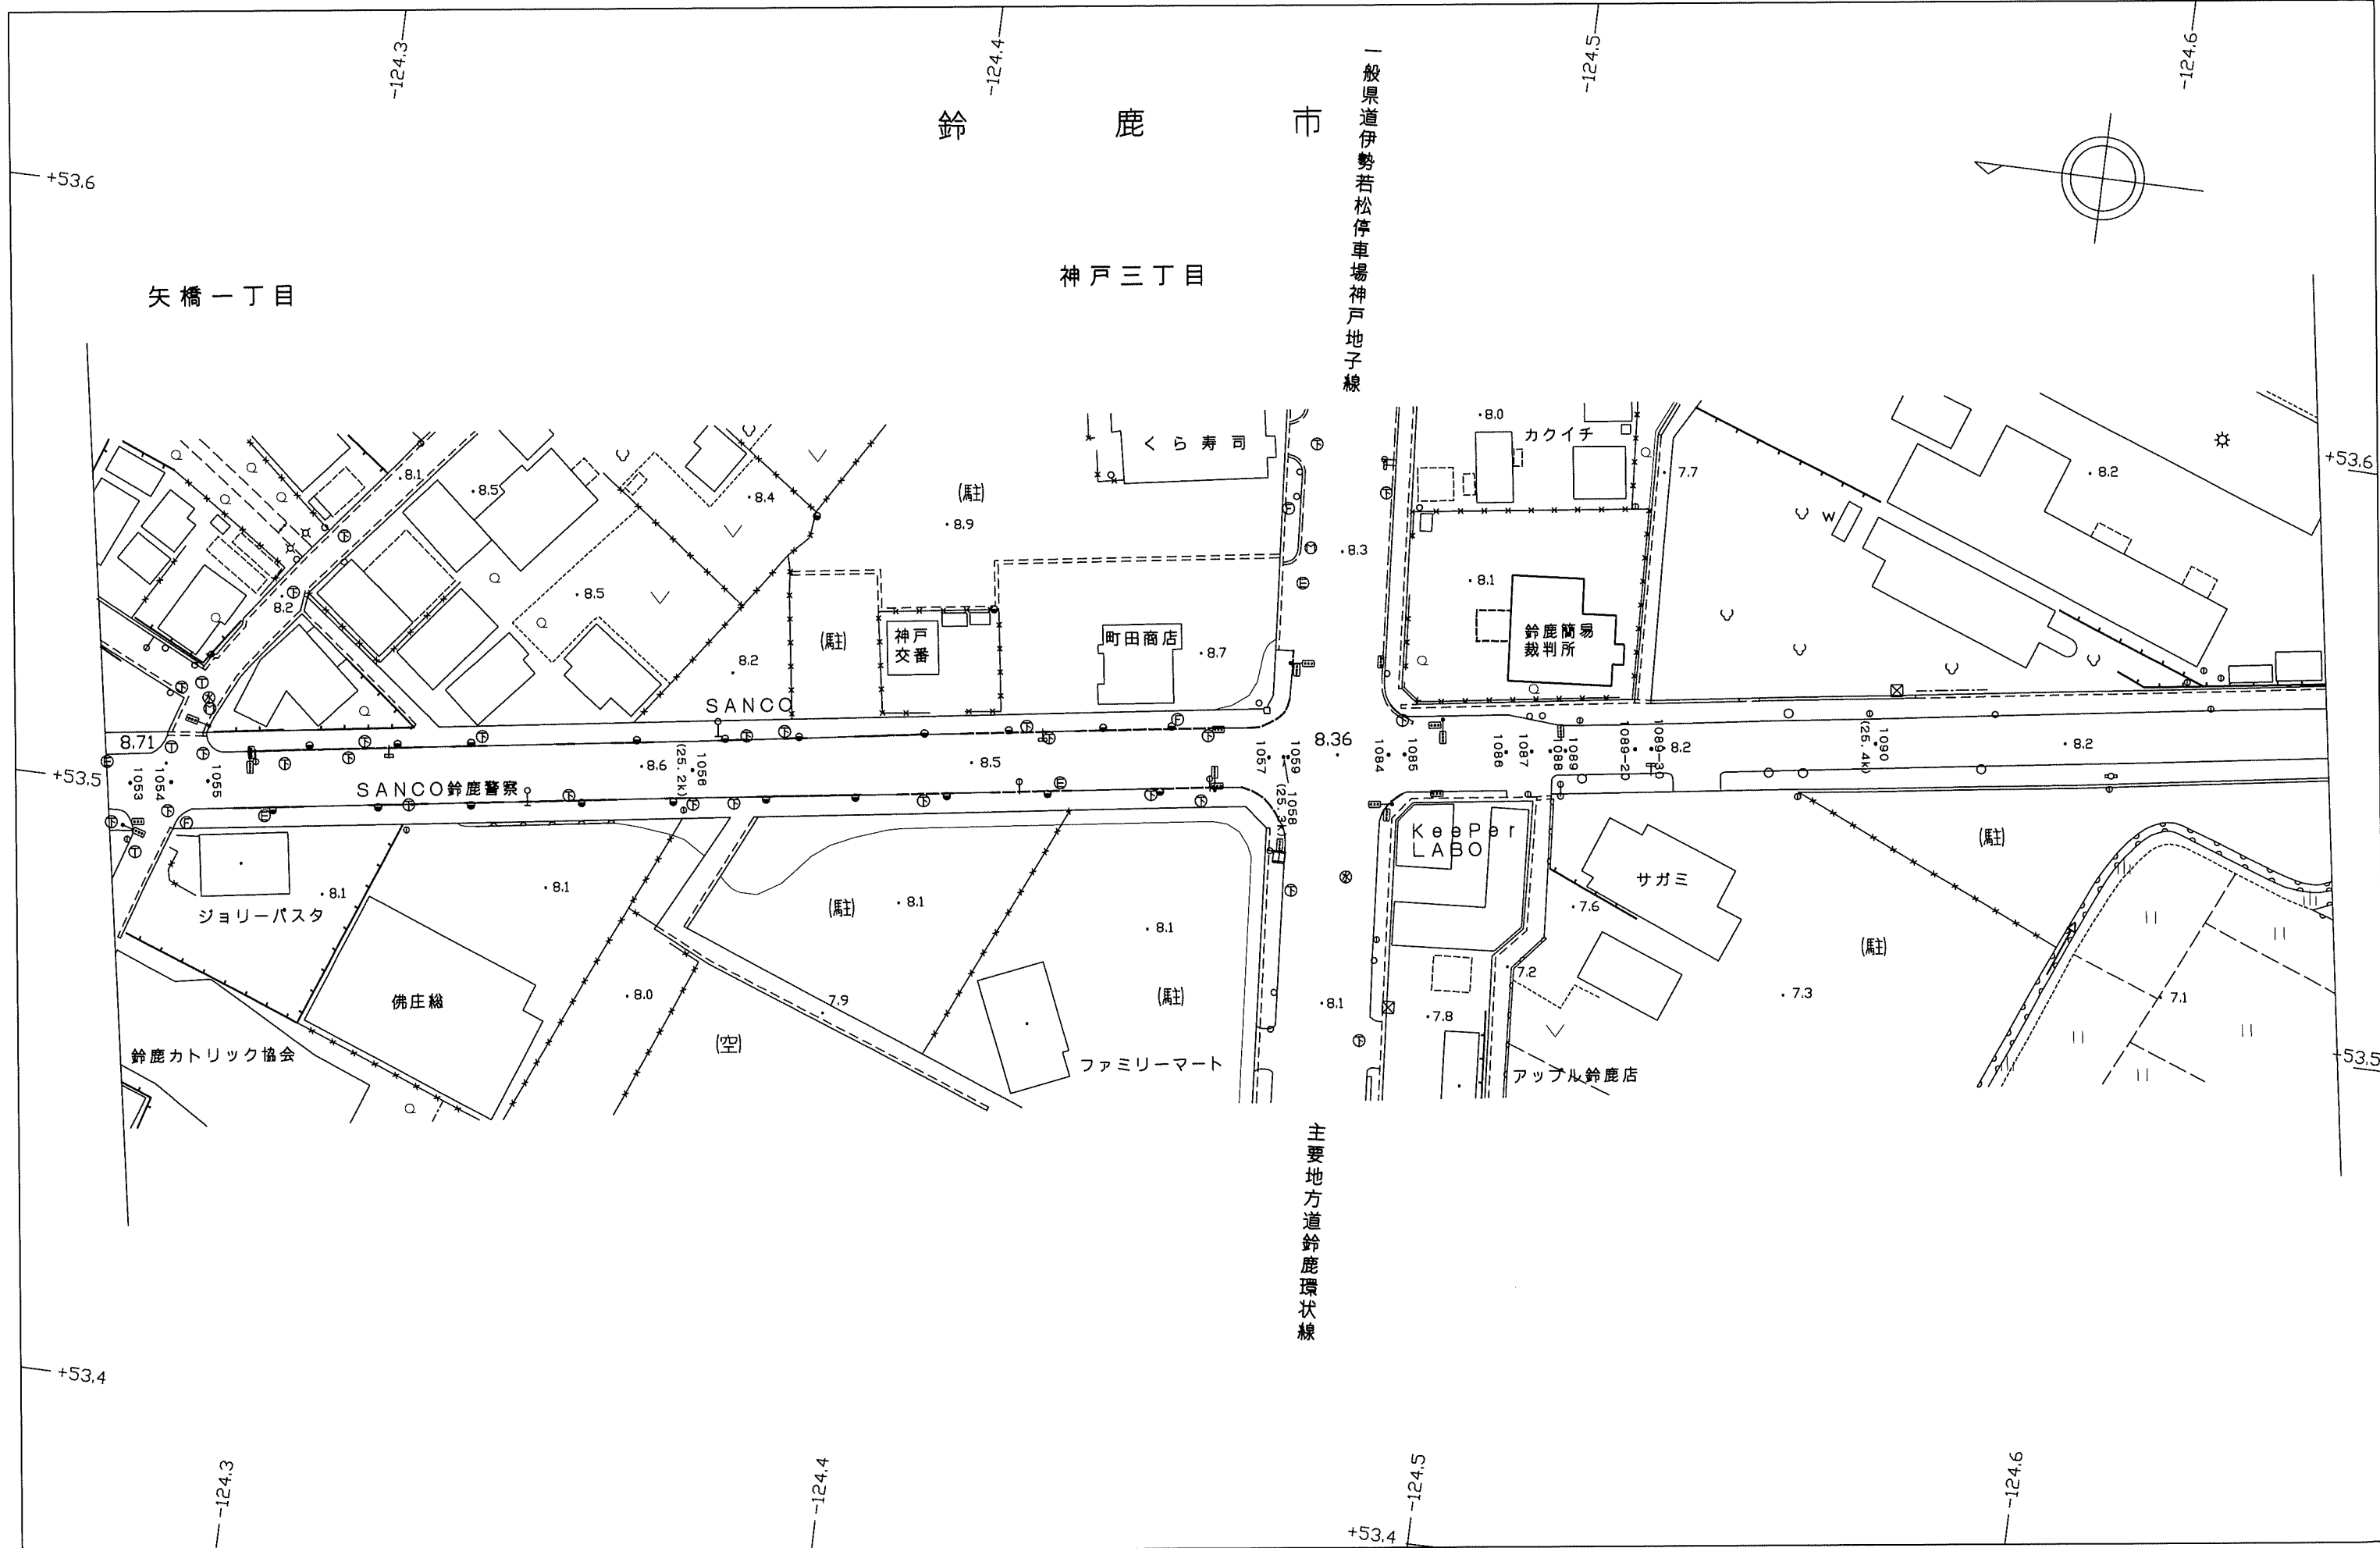 -124.3
-124.4
-124.5
-124.6
鈴鹿市
一般県道伊勢若松停車場神戸地子線
+53.6
矢橋一丁目
神戸三丁目
くら寿司
カクイチ
8.0
+53.6
8.1
8.5
8.4
(駐)
8.9
7.7
8.2
W
8.3
8.2
8.5
8.1
(駐)
神戸
交番
町田商店
8.7
鈴鹿簡易
裁判所
8.2
SANCO
8.71
8.36
8.6
8.5
8.2
8.2
+53.5
1053
1054
1055
1056
(25.2k)
1057
1059
1058
(25.3k)
1084
1085
1086
1087
1088
1089
1089-20
1089-30
1090
(25.4k)
SANCO鈴鹿警察
KeePer
LABO
(駐)
サガミ
8.1
8.1
(駐)
8.1
8.1
7.6
ジョリーパスタ
(駐)
佛庄総
8.0
7.9
(駐)
8.1
7.2
7.3
7.1
7.8
(空)
鈴鹿カトリック協会
ファミリーマート
アップル鈴鹿店
+53.5
主要地方道鈴鹿環状線
+53.4
-124.3
-124.4
-124.5
-124.6
+53.4